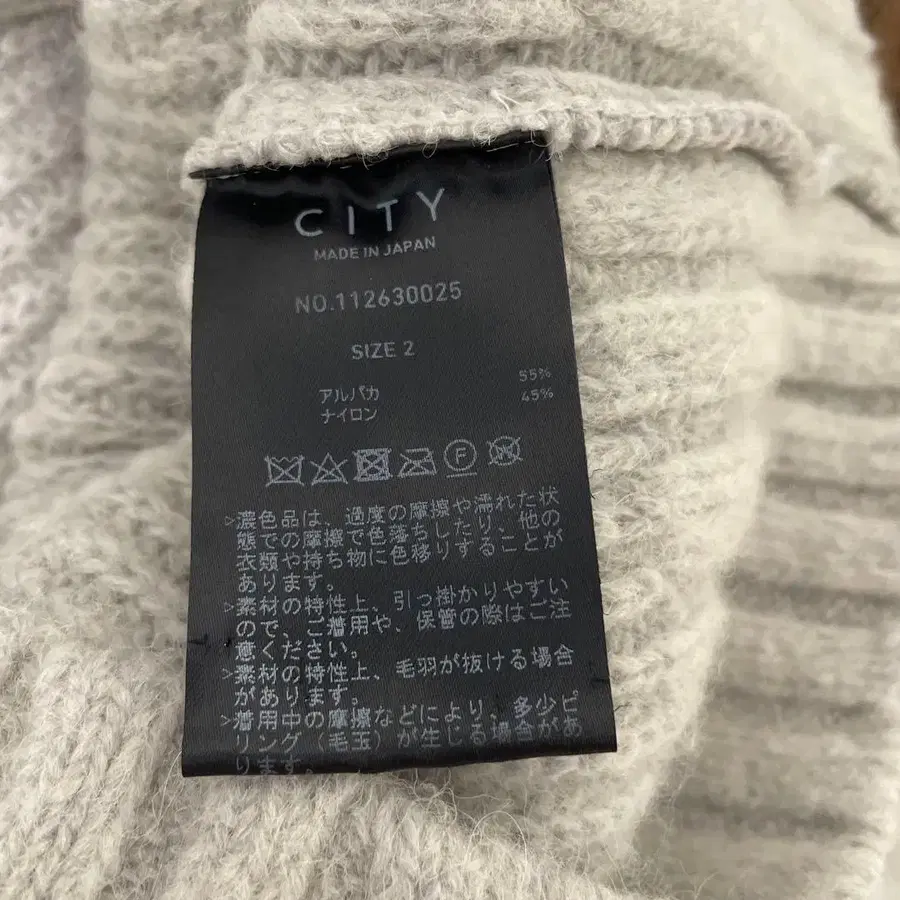 CITY
MADE IN JAPAN
NO.112630025
SIZE 2
アルパカ 55%
ナイロン 45%
F W
>濃色品は、過度の摩擦や濡れた状
態での摩擦で色落ちしたり、他の
衣類や持ち物に色移りすることが
あります。
>素材の特性上、引っ掛かりやすい
ので、ご着用や、保管の際はご注
意ください。
>素材の特性上、毛羽が抜ける場合
があります。
>着用中の摩擦などにより、多少ピ
リング（毛玉）が生じる場合があ
ります。